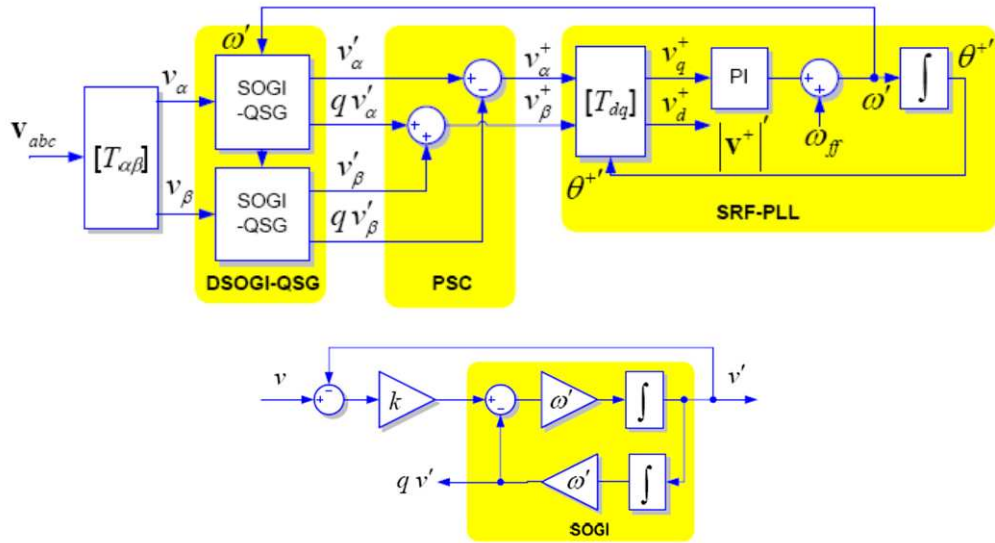 ω′
θ⁺′
v_α
v′_α
v⁺_α
v⁺_q
SOGI
-QSG
PI
∫
v_abc
[T_αβ]
q v′_α
v⁺_β
[T_dq]
v⁺_d
ω′
|v⁺|′
ω_ff
v_β
SOGI
-QSG
v′_β
q v′_β
θ⁺′
SRF-PLL
DSOGI-QSG
PSC
v
k
ω′
∫
v′
q v′
ω′
∫
SOGI